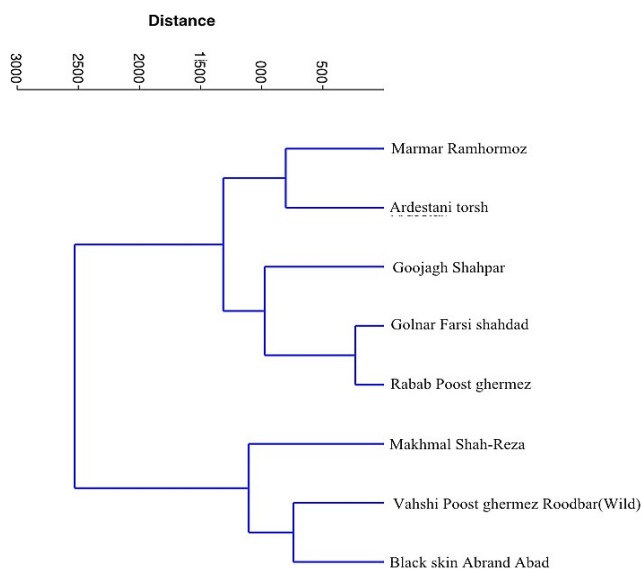 Distance
3000 2500 2000 1500 000 500
Marmar Ramhormoz
Ardestani torsh
Goojagh Shahpar
Golnar Farsi shahdad
Rabab Poost ghermez
Makhmal Shah-Reza
Vahshi Poost ghermez Roodbar(Wild)
Black skin Abrand Abad